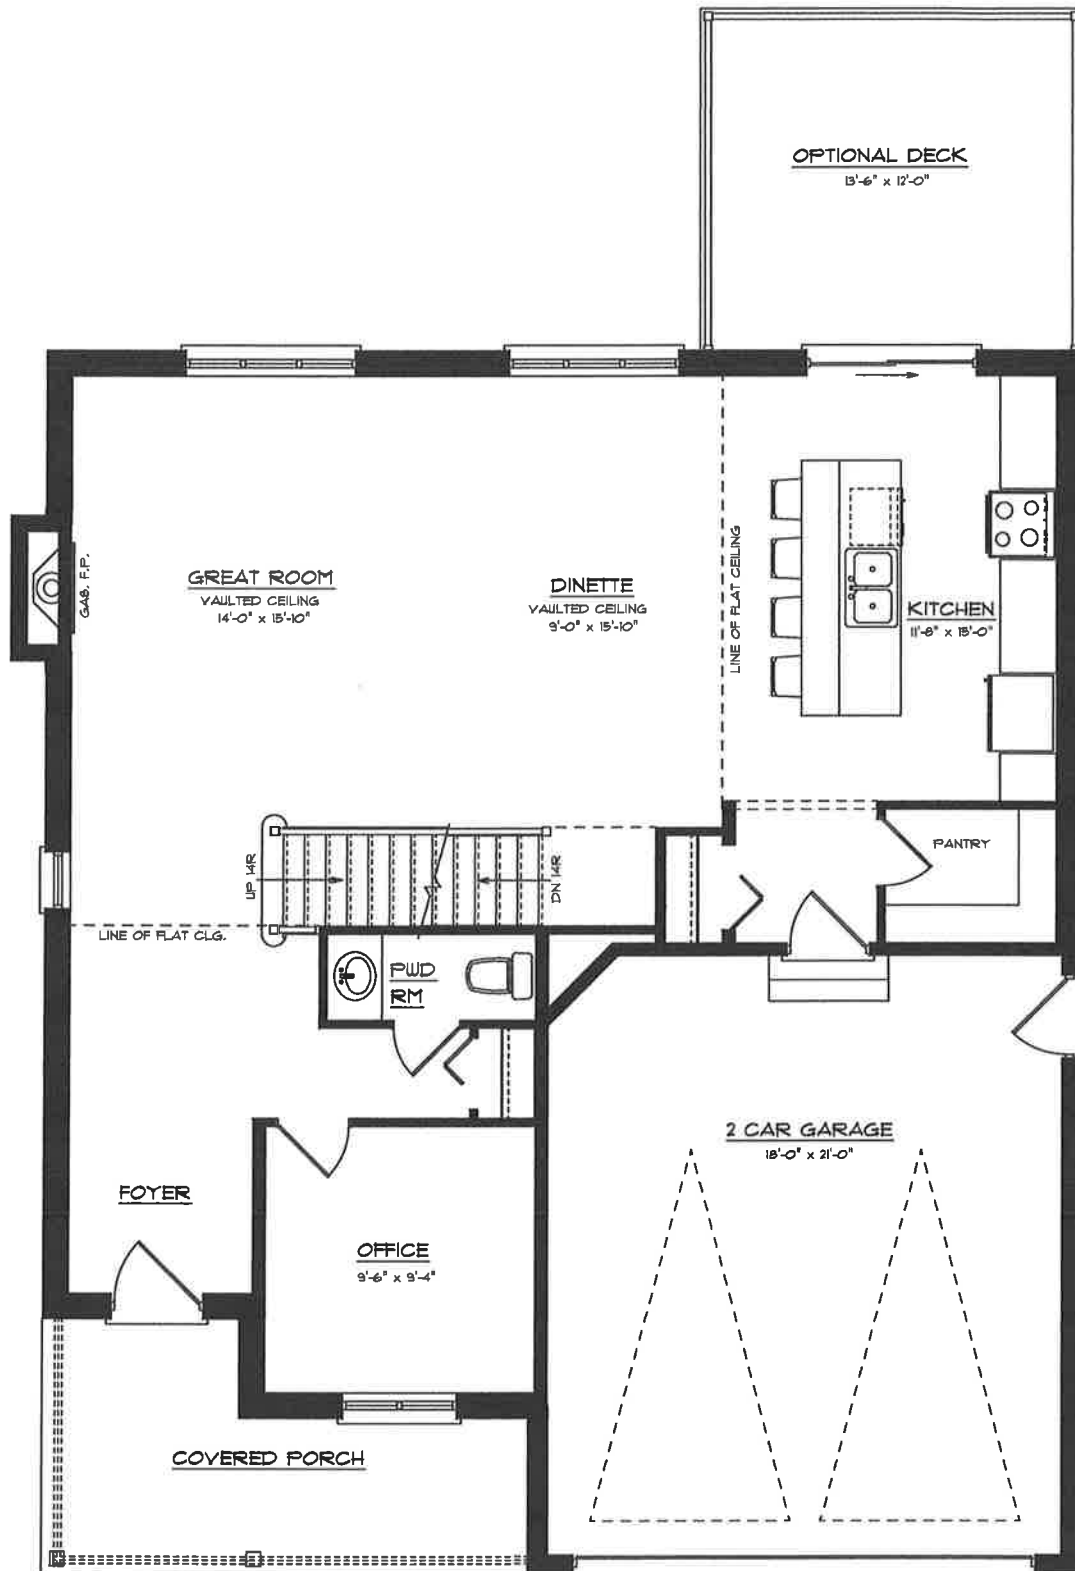 OPTIONAL DECK
13'-6" x 12'-0"
GAS. F.P.
GREAT ROOM
VAULTED CEILING
14'-0" x 15'-10"
DINETTE
VAULTED CEILING
9'-0" x 15'-10"
LINE OF FLAT CEILING
KITCHEN
11'-8" x 15'-0"
UP 14R
DN 14R
PANTRY
LINE OF FLAT CLG.
PWD
RM
2 CAR GARAGE
18'-0" x 21'-0"
FOYER
OFFICE
9'-6" x 9'-4"
COVERED PORCH